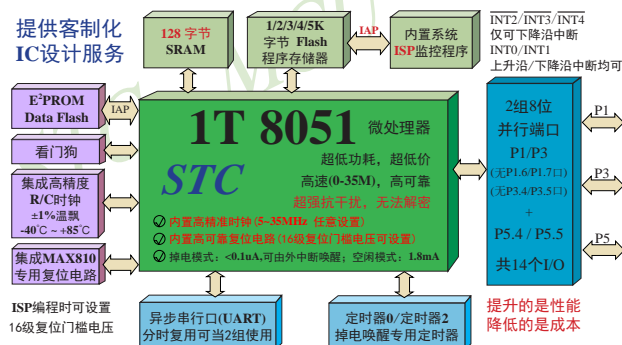 提供客制化
IC设计服务
128 字节
SRAM
1/2/3/4/5K
字节 Flash
程序存储器
IAP
内置系统
ISP监控程序
INT2/INT3/INT4
仅可下降沿中断
INT0/INT1
上升沿/下降沿中断均可
E²PROM
Data Flash
IAP
看门狗
集成高精度
R/C时钟
±1%温飘
-40℃ ~ +85℃
集成MAX810
专用复位电路
ISP编程时可设置
16级复位门槛电压
1T 8051 微处理器
STC
超低功耗，超低价
高速(0-35M)，高可靠
超强抗干扰，无法解密
内置高精准时钟(5~35MHz 任意设置)
内置高可靠复位电路(16级复位门槛电压可设置)
掉电模式：<0.1uA,可由外中断唤醒；空闲模式：1.8mA
2组8位
并行端口
P1/P3
(无P1.6/P1.7口)
(无P3.4/P3.5口)
+
P5.4 / P5.5
共14个I/O
P1
P3
P5
异步串行口(UART)
分时复用可当2组使用
定时器0/定时器2
掉电唤醒专用定时器
提升的是性能
降低的是成本